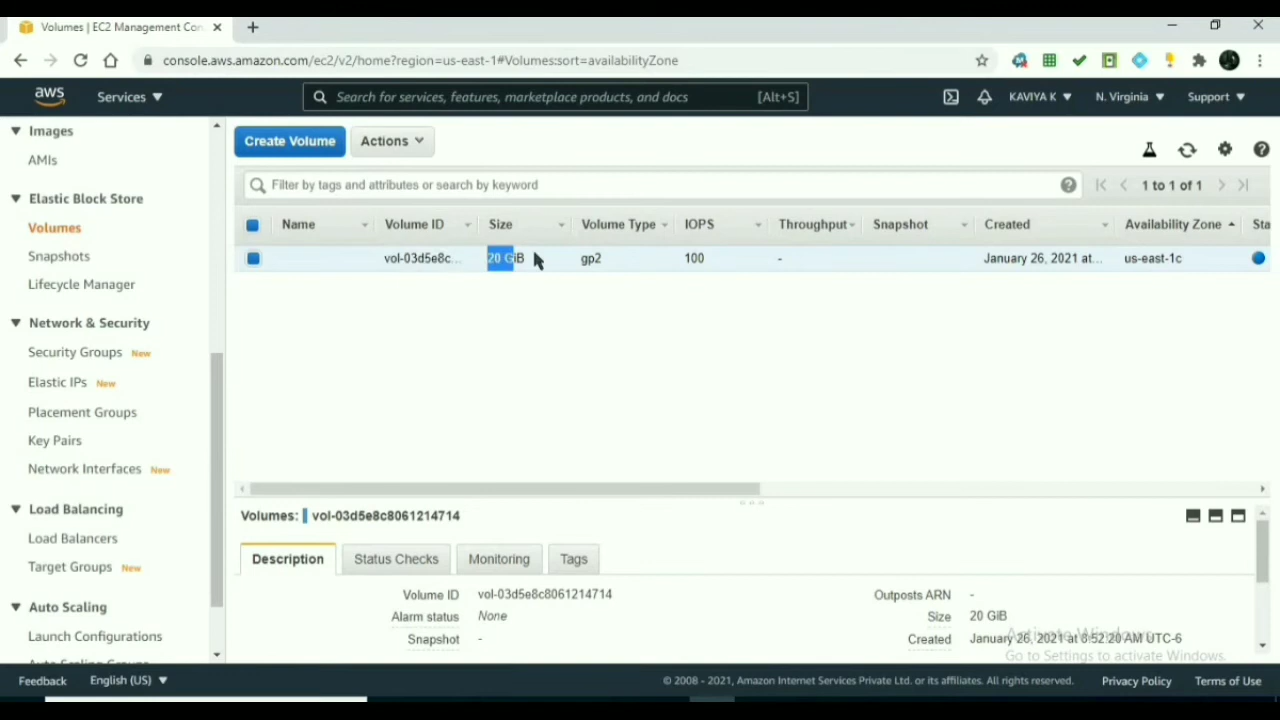 Volumes | EC2 Management Con
console.aws.amazon.com/ec2/v2/home?region=us-east-1#Volumes:sort=availabilityZone
aws
Services
Search for services, features, marketplace products, and docs
[Alt+S]
KAVIYA K
N. Virginia
Support
Images
AMIs
Elastic Block Store
Volumes
Snapshots
Lifecycle Manager
Network & Security
Security Groups New
Elastic IPs New
Placement Groups
Key Pairs
Network Interfaces New
Load Balancing
Load Balancers
Target Groups New
Auto Scaling
Launch Configurations
Auto Scaling Groups
Create Volume
Actions
Filter by tags and attributes or search by keyword
1 to 1 of 1
Name Volume ID Size Volume Type IOPS Throughput Snapshot Created Availability Zone Sta
vol-03d5e8c... 20 GiB gp2 100 - January 26, 2021 at... us-east-1c
Volumes: vol-03d5e8c8061214714
Description Status Checks Monitoring Tags
Volume ID vol-03d5e8c8061214714
Outposts ARN -
Alarm status None
Size 20 GiB
Snapshot -
Created January 26, 2021 at 8:52:20 AM UTC-6
Activate Windows
Go to Settings to activate Windows.
Feedback
English (US)
© 2008 - 2021, Amazon Internet Services Private Ltd. or its affiliates. All rights reserved.
Privacy Policy
Terms of Use